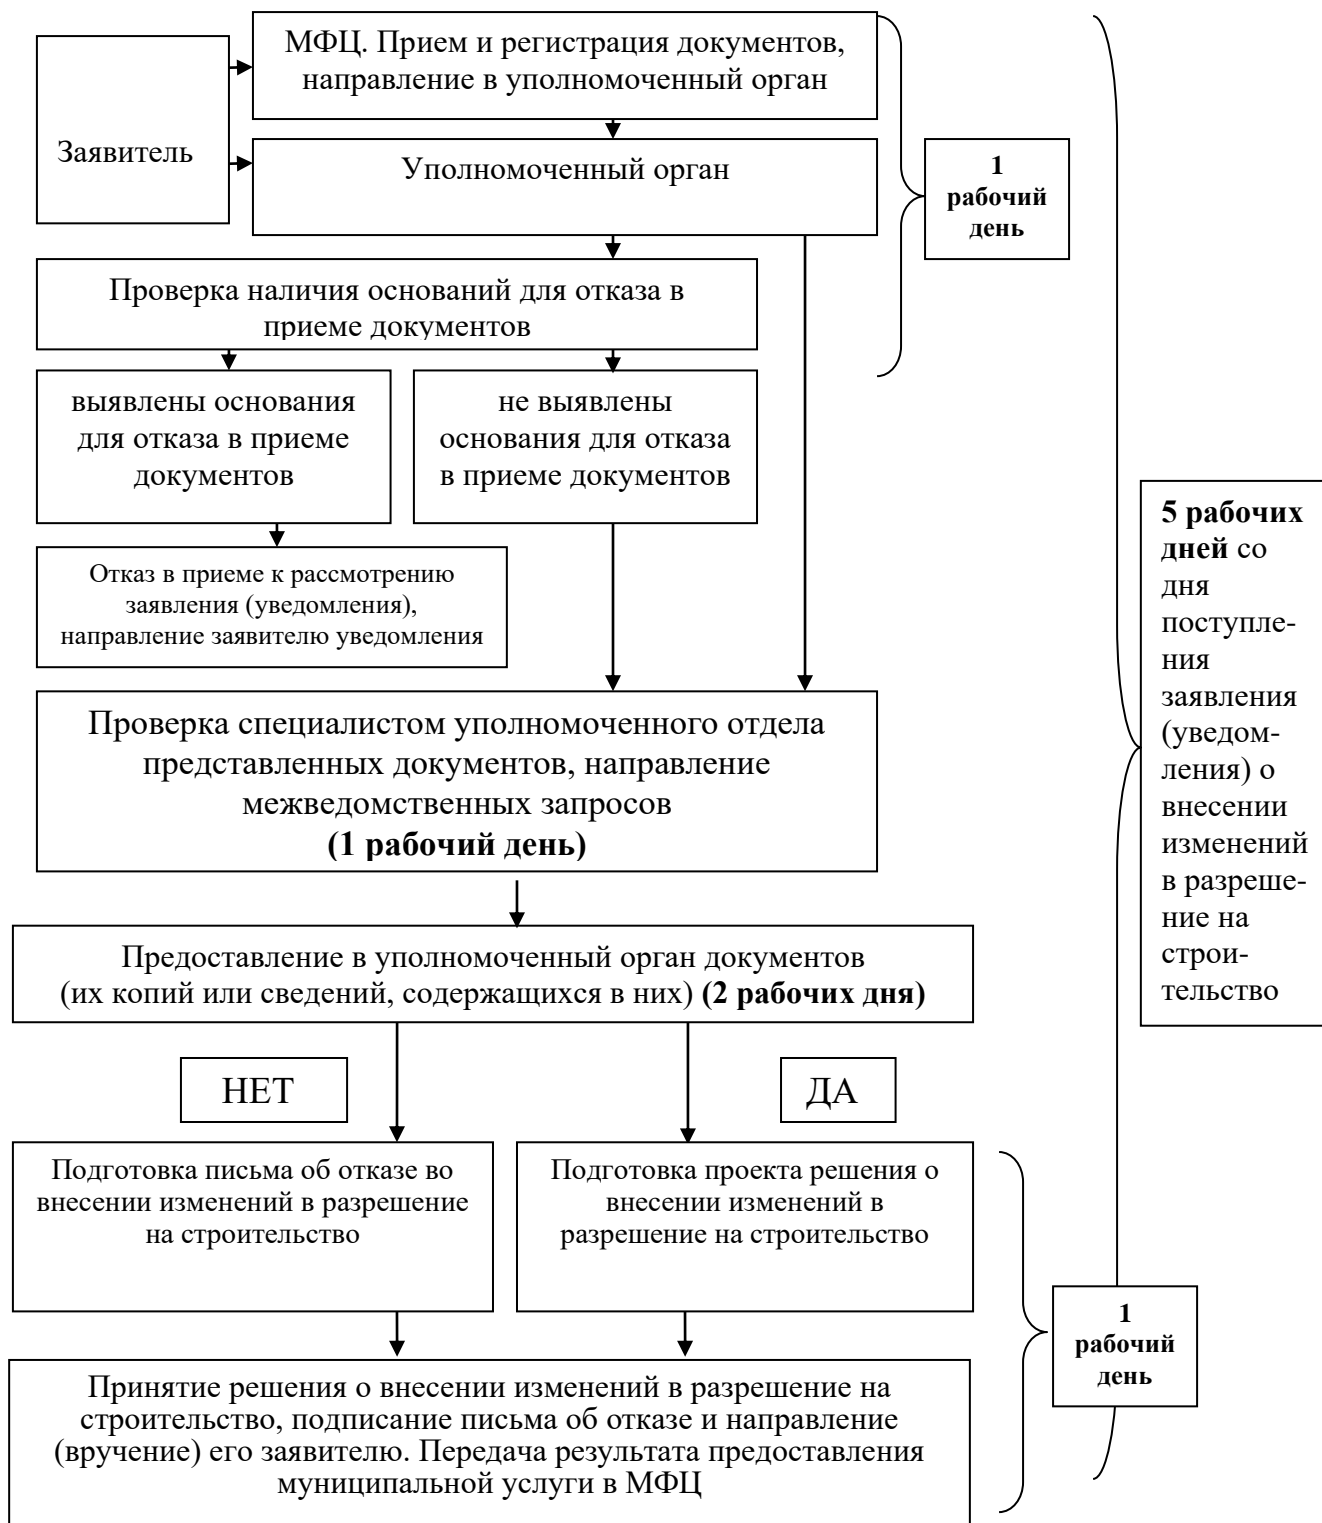 МФЦ. Прием и регистрация документов,
направление в уполномоченный орган
Заявитель
Уполномоченный орган
1
рабочий
день
Проверка наличия оснований для отказа в
приеме документов
выявлены основания
для отказа в приеме
документов
не выявлены
основания для отказа
в приеме документов
Отказ в приеме к рассмотрению
заявления (уведомления),
направление заявителю уведомления
5 рабочих
дней со
дня
поступле-
ния
заявления
(уведом-
ления) о
внесении
изменений
в разреше-
ние на
строи-
тельство
Проверка специалистом уполномоченного отдела
представленных документов, направление
межведомственных запросов
(1 рабочий день)
Предоставление в уполномоченный орган документов
(их копий или сведений, содержащихся в них) (2 рабочих дня)
НЕТ
ДА
Подготовка письма об отказе во
внесении изменений в разрешение
на строительство
Подготовка проекта решения о
внесении изменений в
разрешение на строительство
1
рабочий
день
Принятие решения о внесении изменений в разрешение на
строительство, подписание письма об отказе и направление
(вручение) его заявителю. Передача результата предоставления
муниципальной услуги в МФЦ